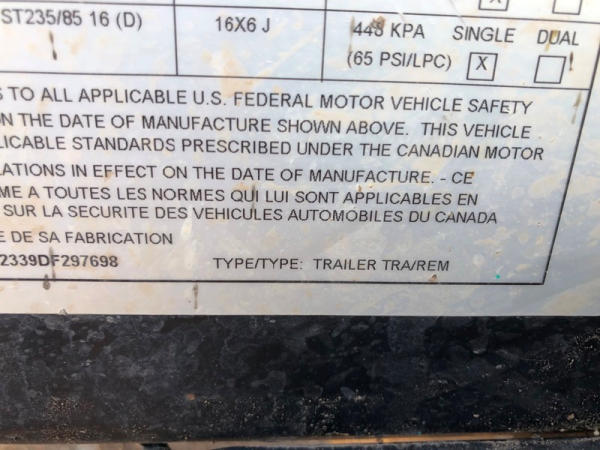 ST235/85 16 (D) 16X6 J 448 KPA SINGLE DUAL
(65 PSI/LPC) X
TO ALL APPLICABLE U.S. FEDERAL MOTOR VEHICLE SAFETY
ON THE DATE OF MANUFACTURE SHOWN ABOVE. THIS VEHICLE
LICABLE STANDARDS PRESCRIBED UNDER THE CANADIAN MOTOR
LATIONS IN EFFECT ON THE DATE OF MANUFACTURE. - CE
ME A TOUTES LES NORMES QUI LUI SONT APPLICABLES EN
SUR LA SECURITE DES VEHICULES AUTOMOBILES DU CANADA
E DE SA FABRICATION
2339DF297698 TYPE/TYPE: TRAILER TRA/REM